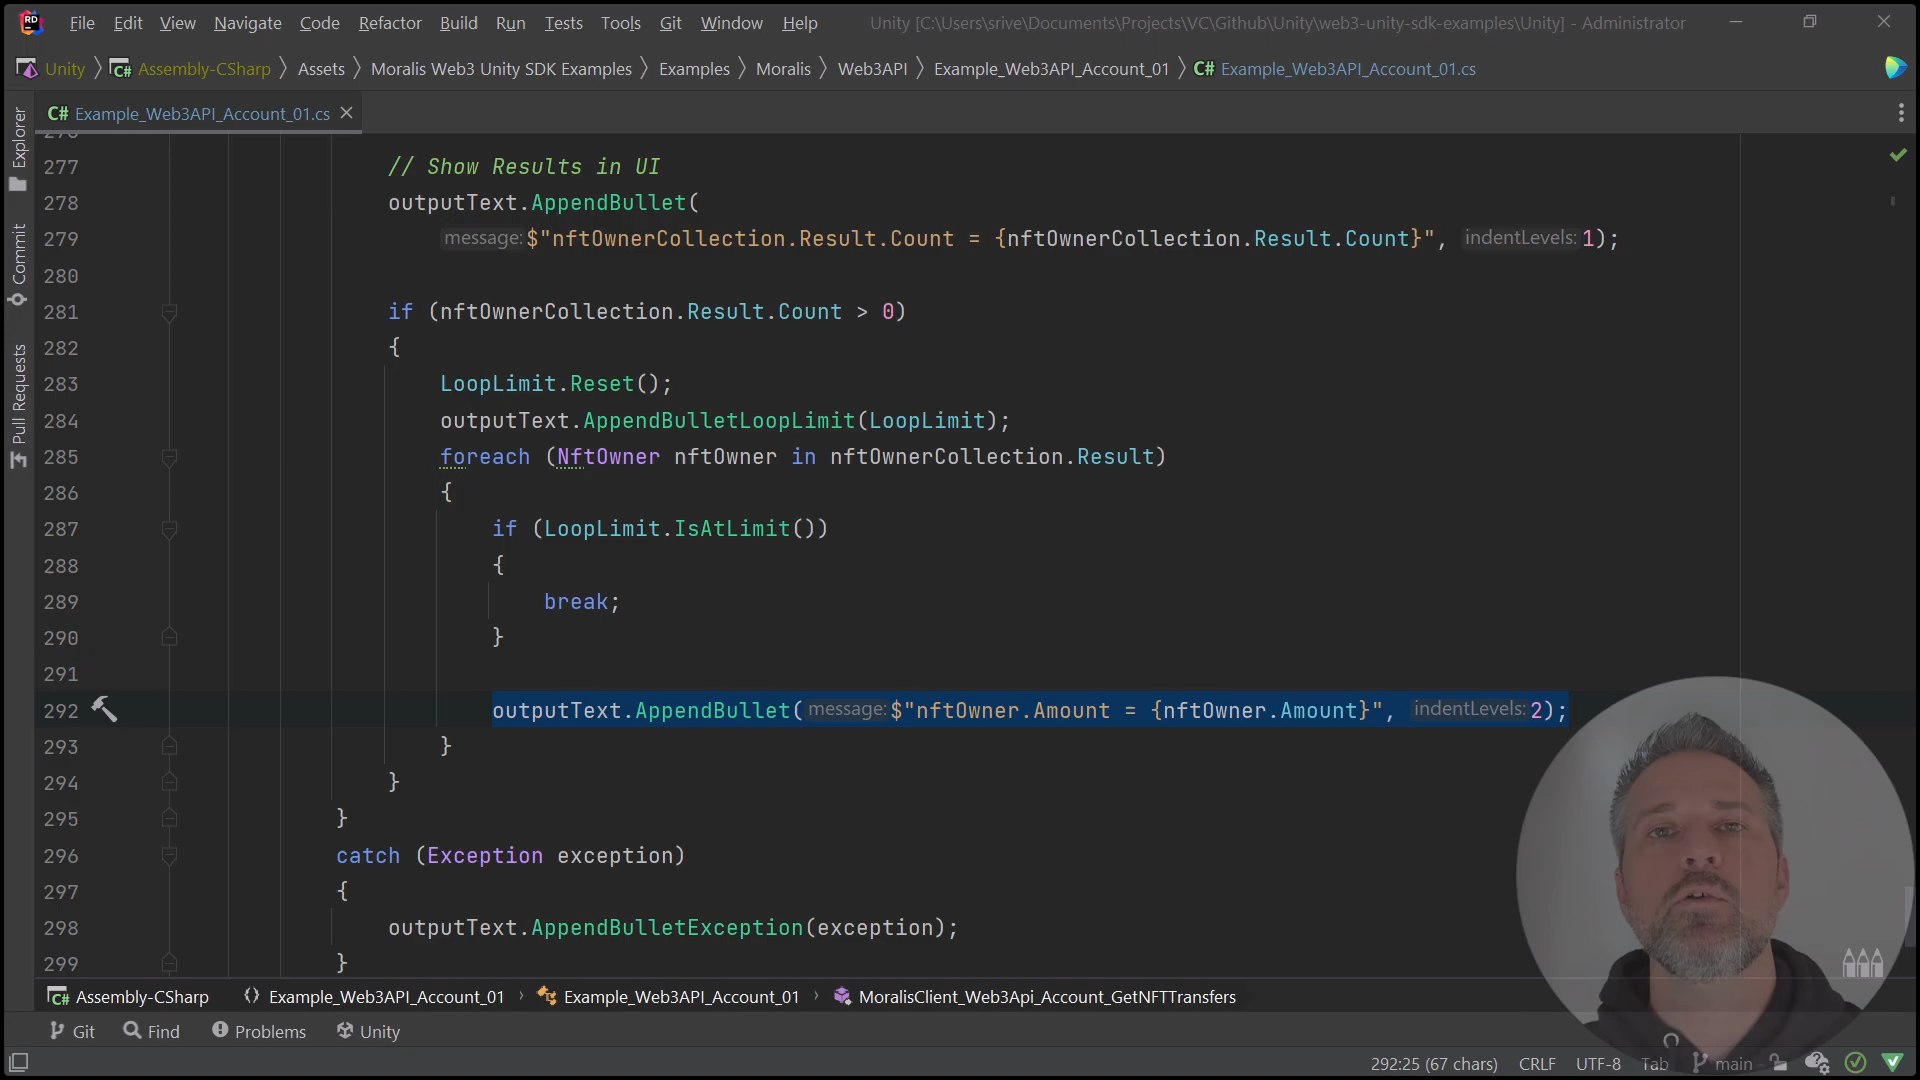 RD File Edit View Navigate Code Refactor Build Run Tests Tools Git Window Help Unity [C:\Users\srive\Documents\Projects\VC\Github\Unity\web3-unity-sdk-examples\Unity] - Administrator
Unity C# Assembly-CSharp Assets Moralis Web3 Unity SDK Examples Examples Moralis Web3API Example_Web3API_Account_01 C# Example_Web3API_Account_01.cs
C# Example_Web3API_Account_01.cs
Explorer
Commit
Pull Requests
277 // Show Results in UI
278 outputText.AppendBullet(
279 message: $"nftOwnerCollection.Result.Count = {nftOwnerCollection.Result.Count}", indentLevels: 1);
280
281 if (nftOwnerCollection.Result.Count > 0)
282 {
283 LoopLimit.Reset();
284 outputText.AppendBulletLoopLimit(LoopLimit);
285 foreach (NftOwner nftOwner in nftOwnerCollection.Result)
286 {
287 if (LoopLimit.IsAtLimit())
288 {
289 break;
290 }
291
292 outputText.AppendBullet( message: $"nftOwner.Amount = {nftOwner.Amount}", indentLevels: 2);
293 }
294 }
295 }
296 catch (Exception exception)
297 {
298 outputText.AppendBulletException(exception);
299 }
C# Assembly-CSharp Example_Web3API_Account_01 Example_Web3API_Account_01 MoralisClient_Web3Api_Account_GetNFTTransfers
Git Find Problems Unity
292:25 (67 chars) CRLF UTF-8 Tab main